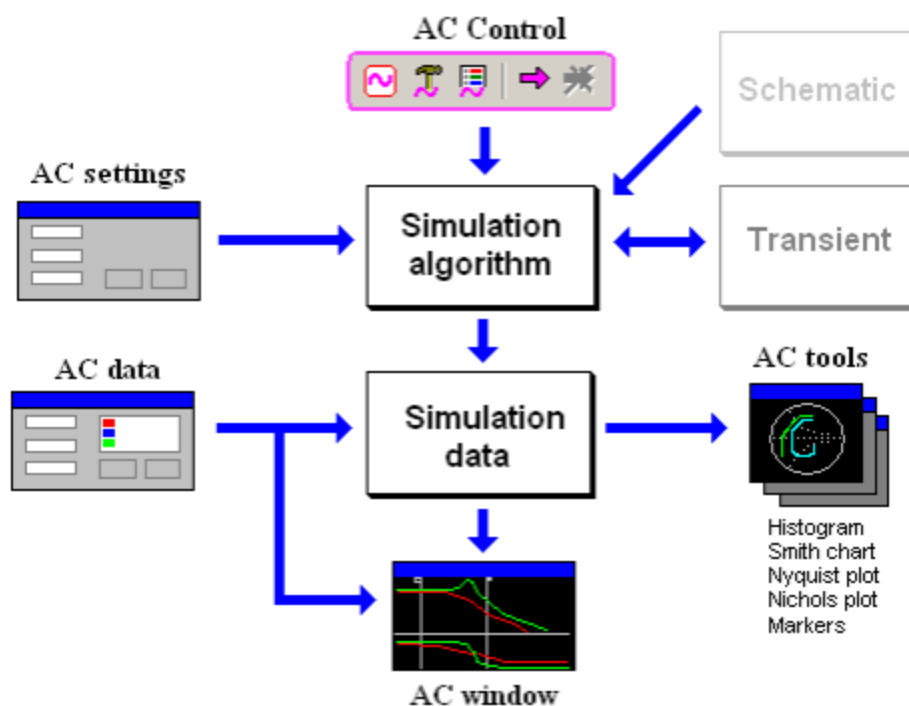 AC Control
Schematic
AC settings
Simulation
algorithm
Transient
AC data
Simulation
data
AC tools
Histogram
Smith chart
Nyquist plot
Nichols plot
Markers
AC window